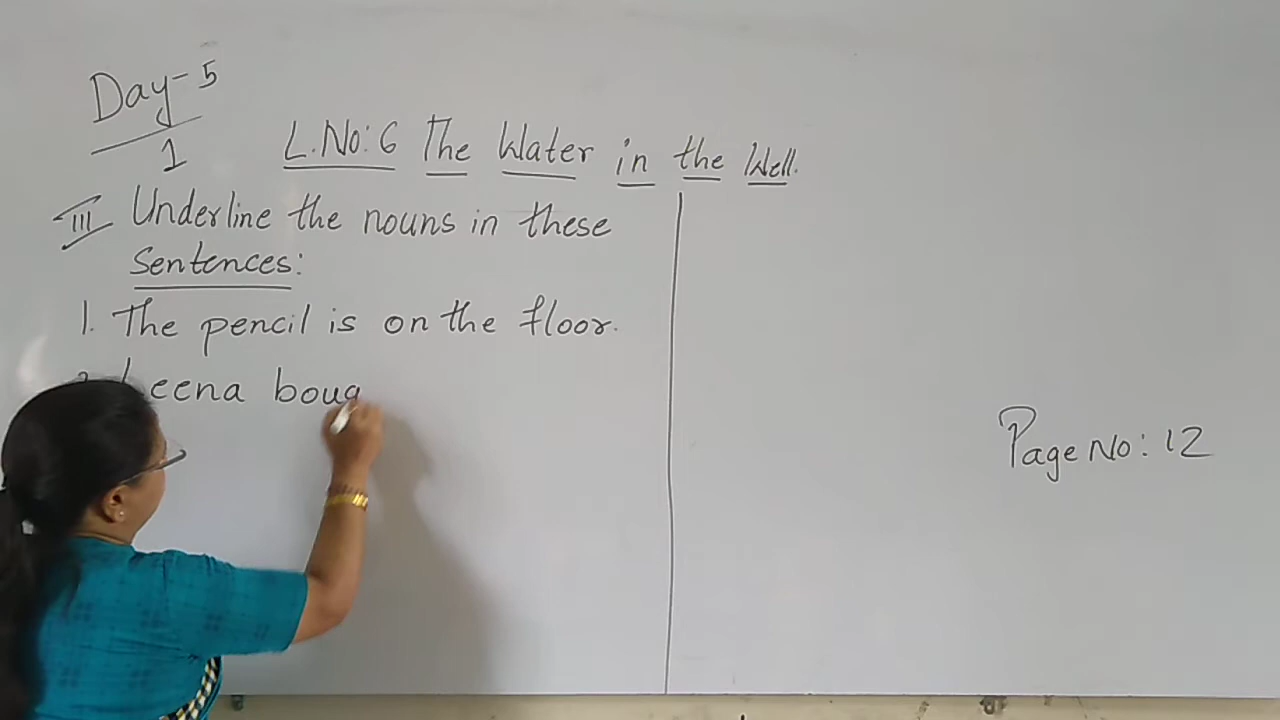 Day-5
1
L.No:6 The Water in the Well.
III Underline the nouns in these
Sentences:
1. The pencil is on the floor.
Leena boug
Page No: 12